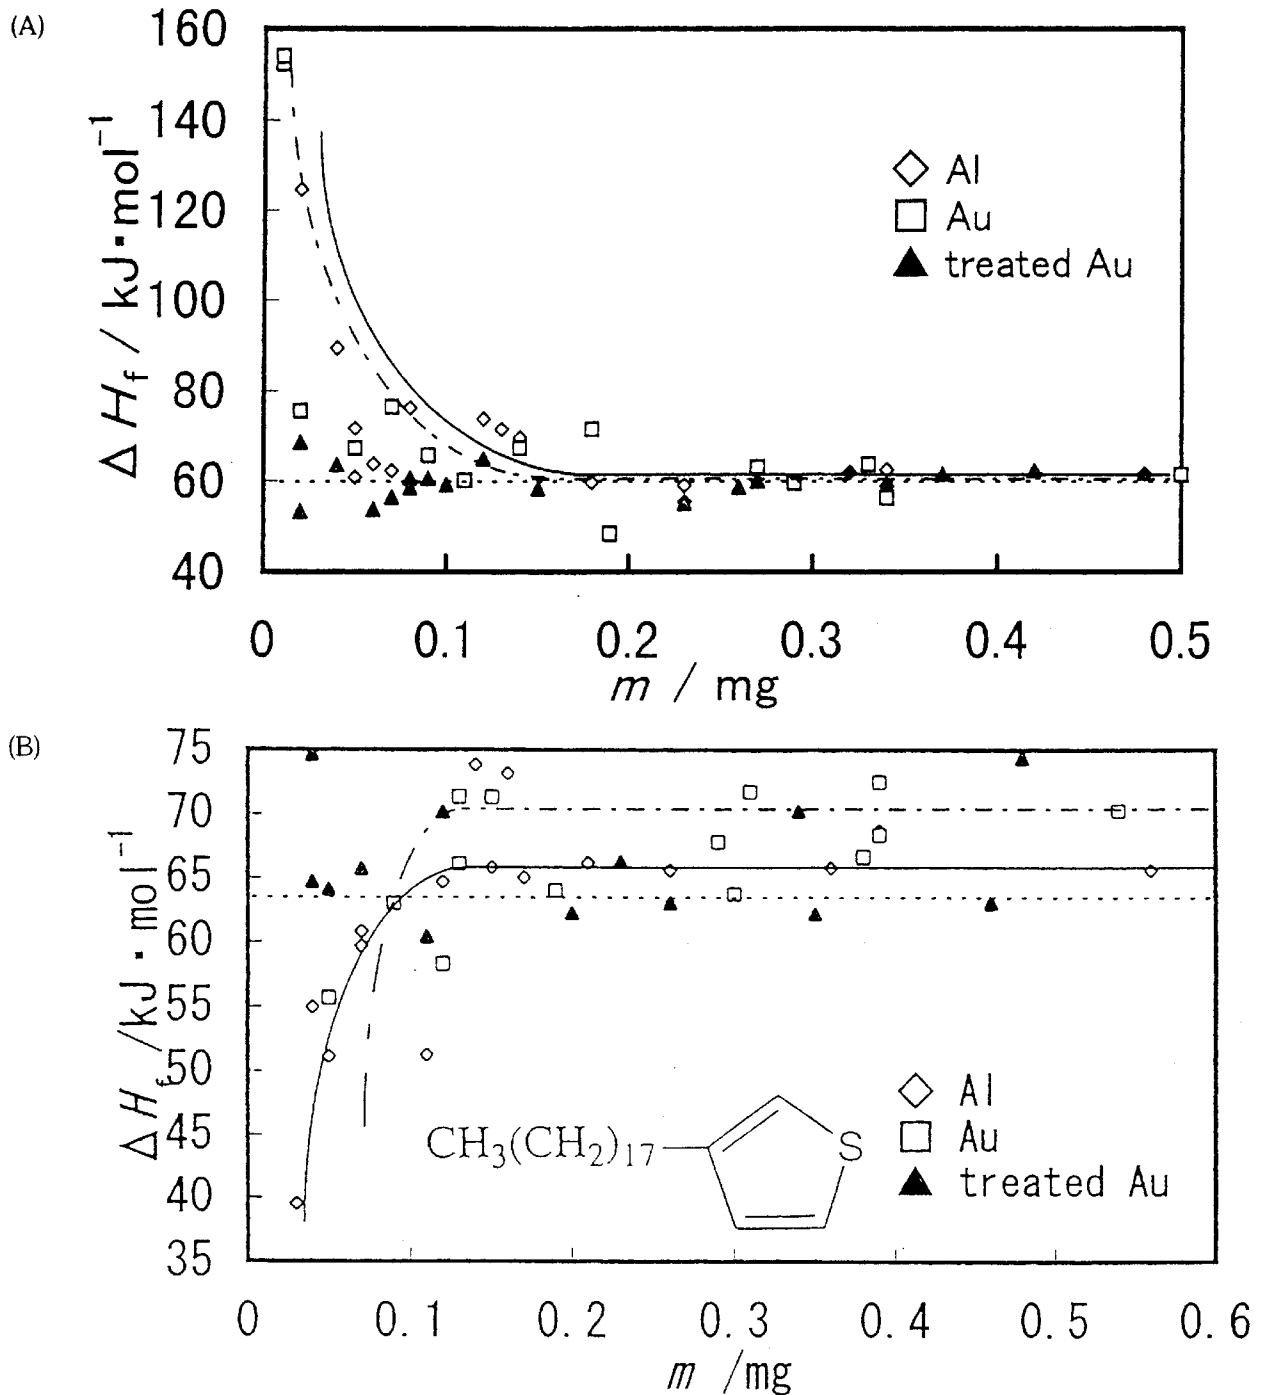 (A)
160
140
120
100
80
60
40
ΔH_f / kJ·mol⁻¹
◇ Al
□ Au
▲ treated Au
0 0.1 0.2 0.3 0.4 0.5
m / mg
(B)
75
70
65
60
55
50
45
40
35
ΔH_f /kJ·mol⁻¹
◇ Al
□ Au
▲ treated Au
CH₃(CH₂)₁₇
S
0 0.1 0.2 0.3 0.4 0.5 0.6
m /mg